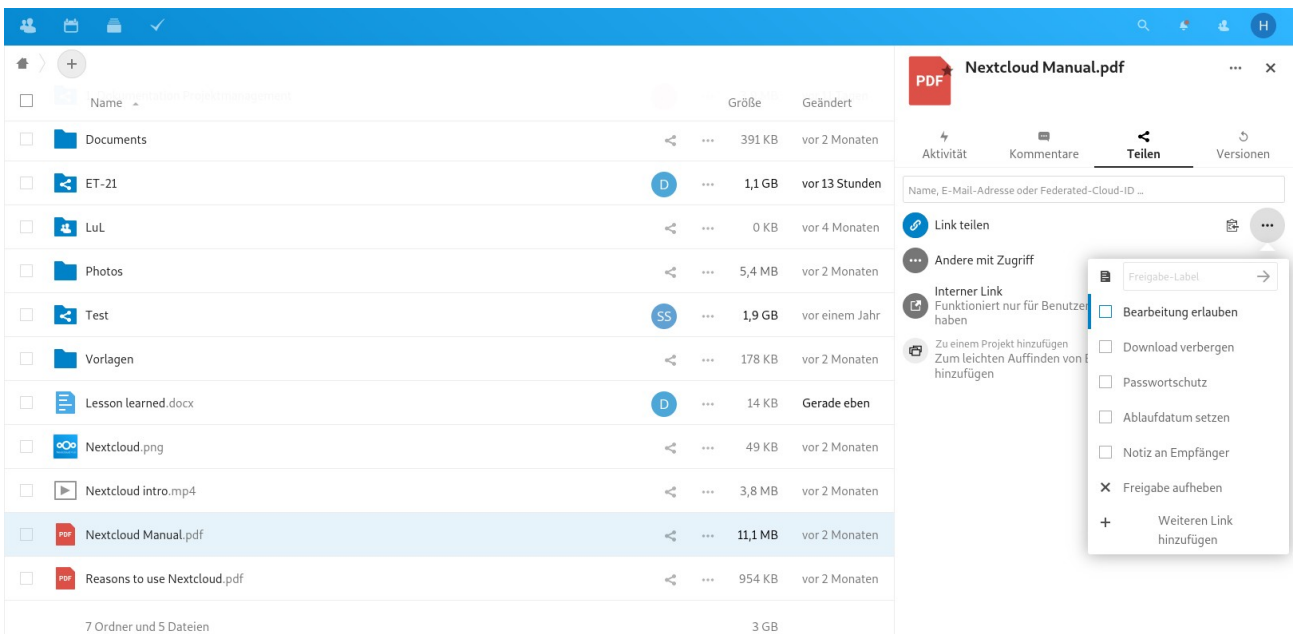 H
Name
Größe
Geändert
Documents
391 KB
vor 2 Monaten
ET-21
D
1,1 GB
vor 13 Stunden
LuL
0 KB
vor 4 Monaten
Photos
5,4 MB
vor 2 Monaten
Test
SS
1,9 GB
vor einem Jahr
Vorlagen
178 KB
vor 2 Monaten
Lesson learned.docx
D
14 KB
Gerade eben
Nextcloud.png
49 KB
vor 2 Monaten
Nextcloud intro.mp4
3,8 MB
vor 2 Monaten
PDF
Nextcloud Manual.pdf
11,1 MB
vor 2 Monaten
PDF
Reasons to use Nextcloud.pdf
954 KB
vor 2 Monaten
7 Ordner und 5 Dateien
3 GB
PDF
Nextcloud Manual.pdf
Aktivität
Kommentare
Teilen
Versionen
Name, E-Mail-Adresse oder Federated-Cloud-ID ...
Link teilen
Andere mit Zugriff
Interner Link
Funktioniert nur für Benutzer
haben
Zu einem Projekt hinzufügen
Zum leichten Auffinden von
hinzufügen
Freigabe-Label
Bearbeitung erlauben
Download verbergen
Passwortschutz
Ablaufdatum setzen
Notiz an Empfänger
Freigabe aufheben
Weiteren Link
hinzufügen